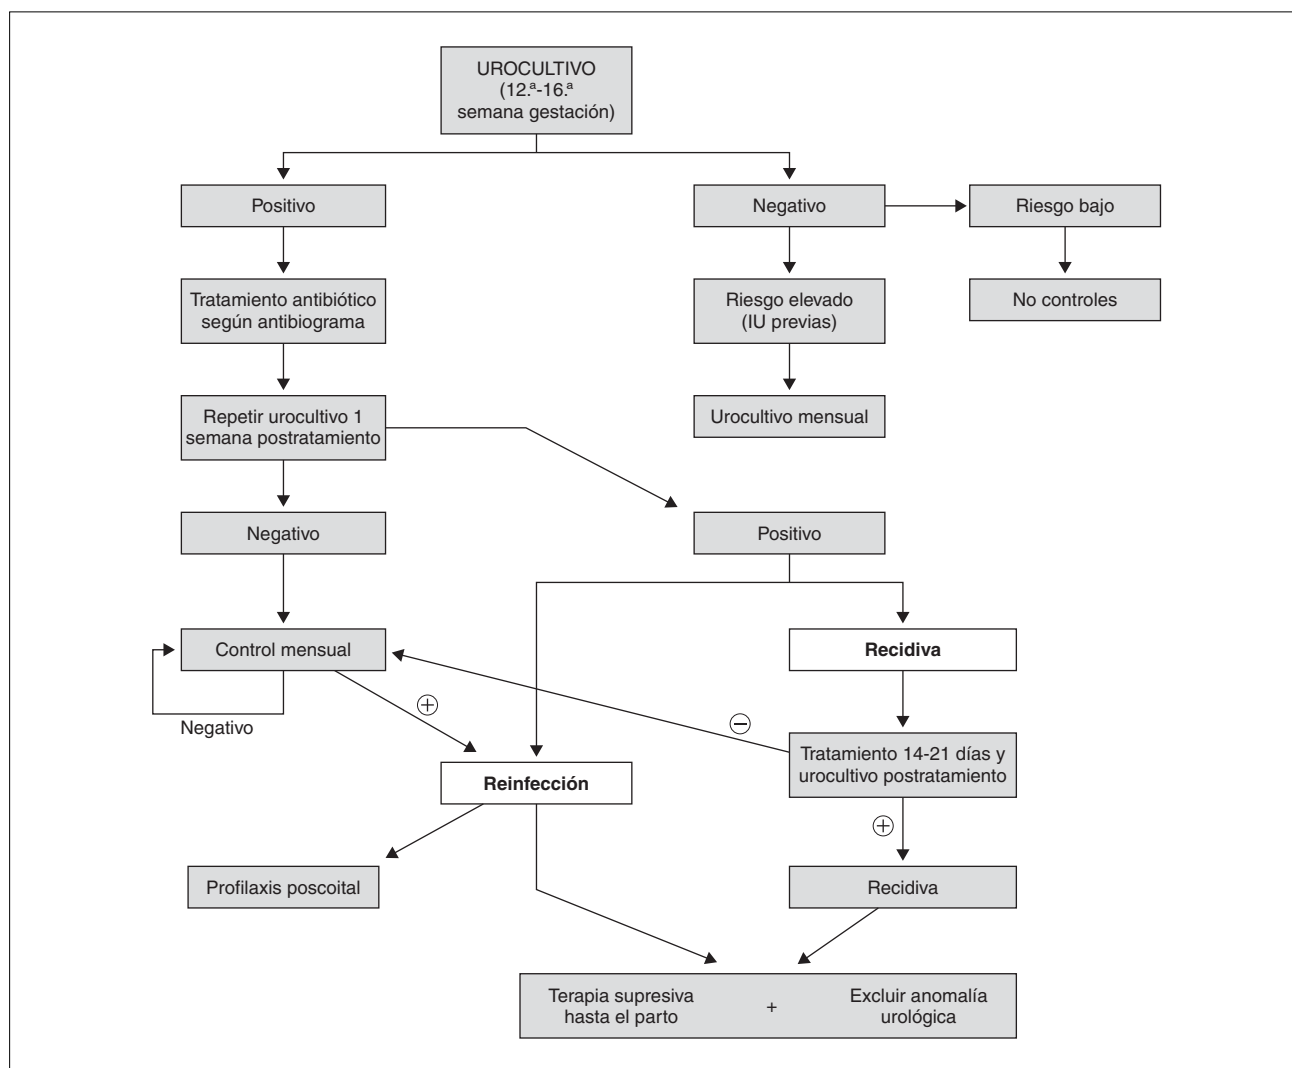 UROCULTIVO
(12.ª-16.ª
semana gestación)
Positivo
Negativo
Riesgo bajo
Tratamiento antibiótico
según antibiograma
Riesgo elevado
(IU previas)
No controles
Repetir urocultivo 1
semana postratamiento
Urocultivo mensual
Negativo
Positivo
Control mensual
Recidiva
+
−
Negativo
Tratamiento 14-21 días y
urocultivo postratamiento
Reinfección
+
Profilaxis poscoital
Recidiva
Terapia supresiva
hasta el parto
+
Excluir anomalía
urológica